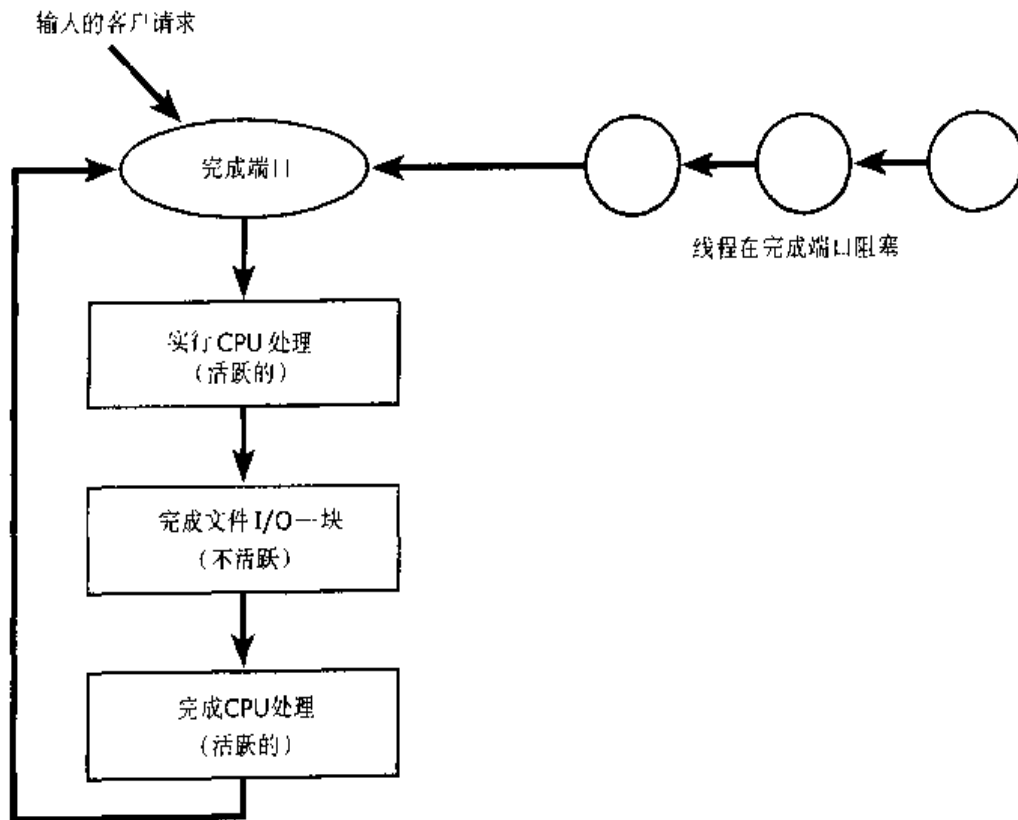 输人的客户请求
完成端口
线程在完成端口阻塞
实行CPU处理
(活跃的)
完成文件I/O一块
(不活跃)
完成CPU处理
(活跃的)